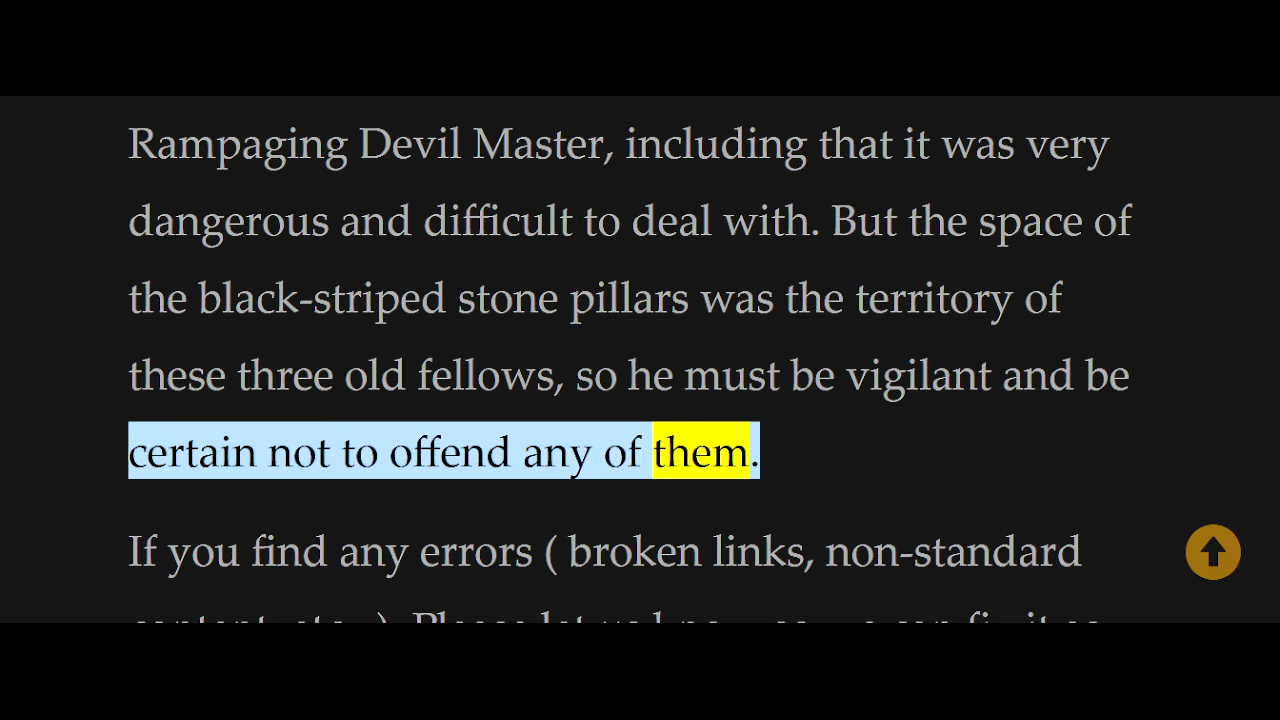 Rampaging Devil Master, including that it was very
dangerous and difficult to deal with. But the space of
the black-striped stone pillars was the territory of
these three old fellows, so he must be vigilant and be
certain not to offend any of them.
If you find any errors ( broken links, non-standard